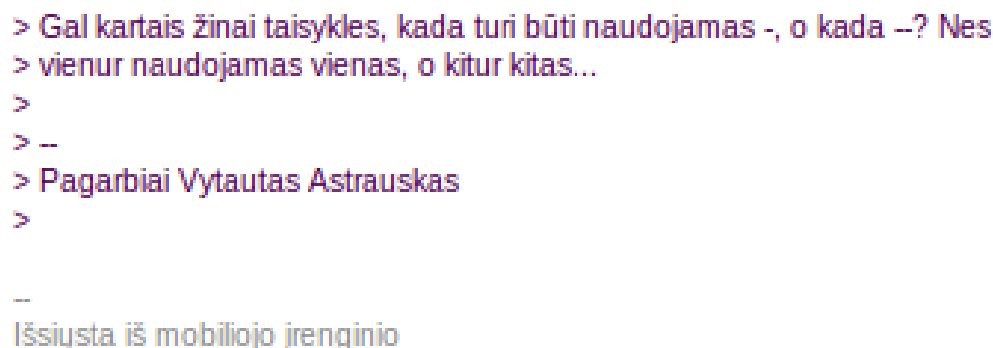 > Gal kartais žinai taisykles, kada turi būti naudojamas -, o kada --? Nes
> vienur naudojamas vienas, o kitur kitas...
>
> --
> Pagarbiai Vytautas Astrauskas
>
--
Išsiųsta iš mobiliojo įrenginio